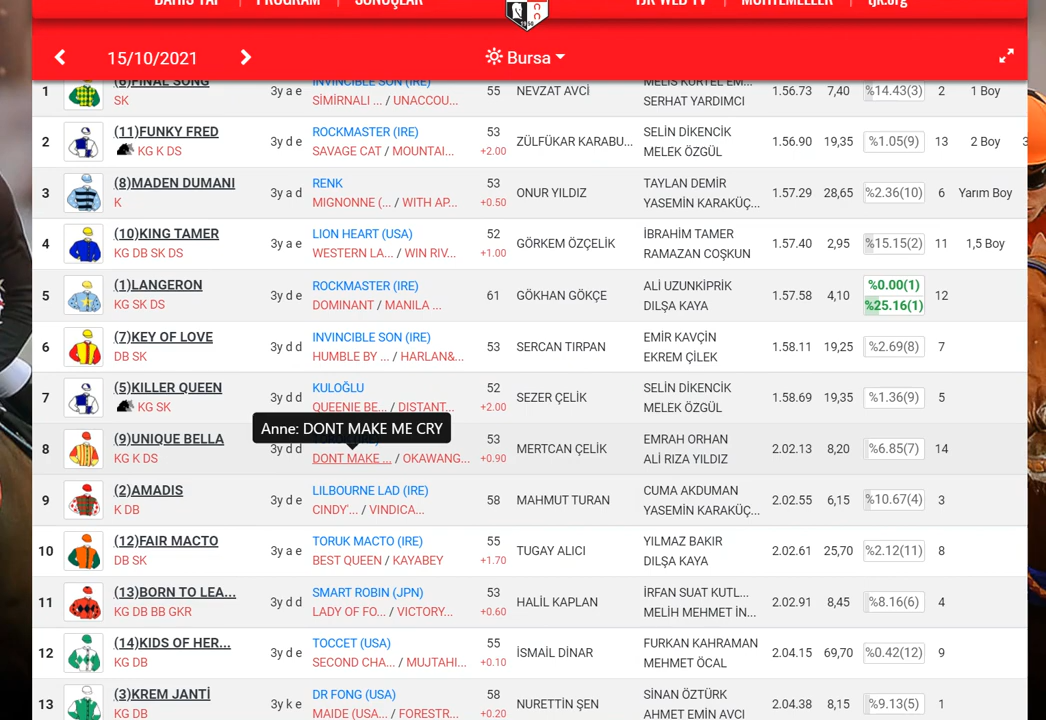 BAHİS YAP | PROGRAM | SONUÇLAR
TJK WEB TV | MUHTEMELLER | tjk.org
15/10/2021 Bursa
INVINCIBLE SON (IRE) MELİS KURTEL EM...
1 (6)FINAL SONG 3y a e 55 NEVZAT AVCİ 1.56.73 7,40 %14.43(3) 2 1 Boy
SK SİMİRNALI ... / UNACCOU... SERHAT YARDIMCI
(11)FUNKY FRED ROCKMASTER (IRE) 53 SELİN DİKENCİK
2 3y d e ZÜLFÜKAR KARABU... 1.56.90 19,35 %1.05(9) 13 2 Boy 3
KG K DS SAVAGE CAT / MOUNTAI... +2.00 MELEK ÖZGÜL
(8)MADEN DUMANI RENK 53 TAYLAN DEMİR
3 3y a d ONUR YILDIZ 1.57.29 28,65 %2.36(10) 6 Yarım Boy
K MIGNONNE (... / WITH AP... +0.50 YASEMİN KARAKÜÇ...
(10)KING TAMER LION HEART (USA) 52 İBRAHİM TAMER
4 3y a e GÖRKEM ÖZÇELİK 1.57.40 2,95 %15.15(2) 11 1,5 Boy
KG DB SK DS WESTERN LA... / WIN RIV... +1.00 RAMAZAN COŞKUN
(1)LANGERON ROCKMASTER (IRE) ALİ UZUNKİPRİK %0.00(1)
5 3y d e 61 GÖKHAN GÖKÇE 1.57.58 4,10 12
KG SK DS DOMINANT / MANILA ... DILŞA KAYA %25.16(1)
(7)KEY OF LOVE INVINCIBLE SON (IRE) EMİR KAVÇİN
6 3y d d 53 SERCAN TIRPAN 1.58.11 19,25 %2.69(8) 7
DB SK HUMBLE BY ... / HARLAN&... EKREM ÇİLEK
(5)KILLER QUEEN KULOĞLU 52 SELİN DİKENCİK
7 3y d d SEZER ÇELİK 1.58.69 19,35 %1.36(9) 5
KG SK QUEENIE BE... / DISTANT... +2.00 MELEK ÖZGÜL
Anne: DONT MAKE ME CRY
(9)UNIQUE BELLA 53 EMRAH ORHAN
8 3y d d MERTCAN ÇELİK 2.02.13 8,20 %6.85(7) 14
KG K DS DONT MAKE ... / OKAWANG... +0.90 ALİ RIZA YILDIZ
(2)AMADIS LILBOURNE LAD (IRE) CUMA AKDUMAN
9 3y d e 58 MAHMUT TURAN 2.02.55 6,15 %10.67(4) 3
K DB CINDY'... / VINDICA... YASEMİN KARAKÜÇ...
(12)FAIR MACTO TORUK MACTO (IRE) 55 YILMAZ BAKIR
10 3y a e TUGAY ALICI 2.02.61 25,70 %2.12(11) 8
DB SK BEST QUEEN / KAYABEY +1.70 DILŞA KAYA
(13)BORN TO LEA... SMART ROBIN (JPN) 53 İRFAN SUAT KUTL...
11 3y d d HALİL KAPLAN 2.02.91 8,45 %8.16(6) 4
KG DB BB GKR LADY OF FO... / VICTORY... +0.60 MELİH MEHMET İN...
(14)KIDS OF HER... TOCCET (USA) 55 FURKAN KAHRAMAN
12 3y d e İSMAİL DİNAR 2.04.15 69,70 %0.42(12) 9
KG DB SECOND CHA... / MUJTAHI... +0.10 MEHMET ÖCAL
(3)KREM JANTİ DR FONG (USA) 58 SİNAN ÖZTÜRK
13 3y k e NURETTİN ŞEN 2.04.38 8,15 %9.13(5) 1
KG DB MAIDE (USA... / FORESTR... +0.20 AHMET EMİN AVCI